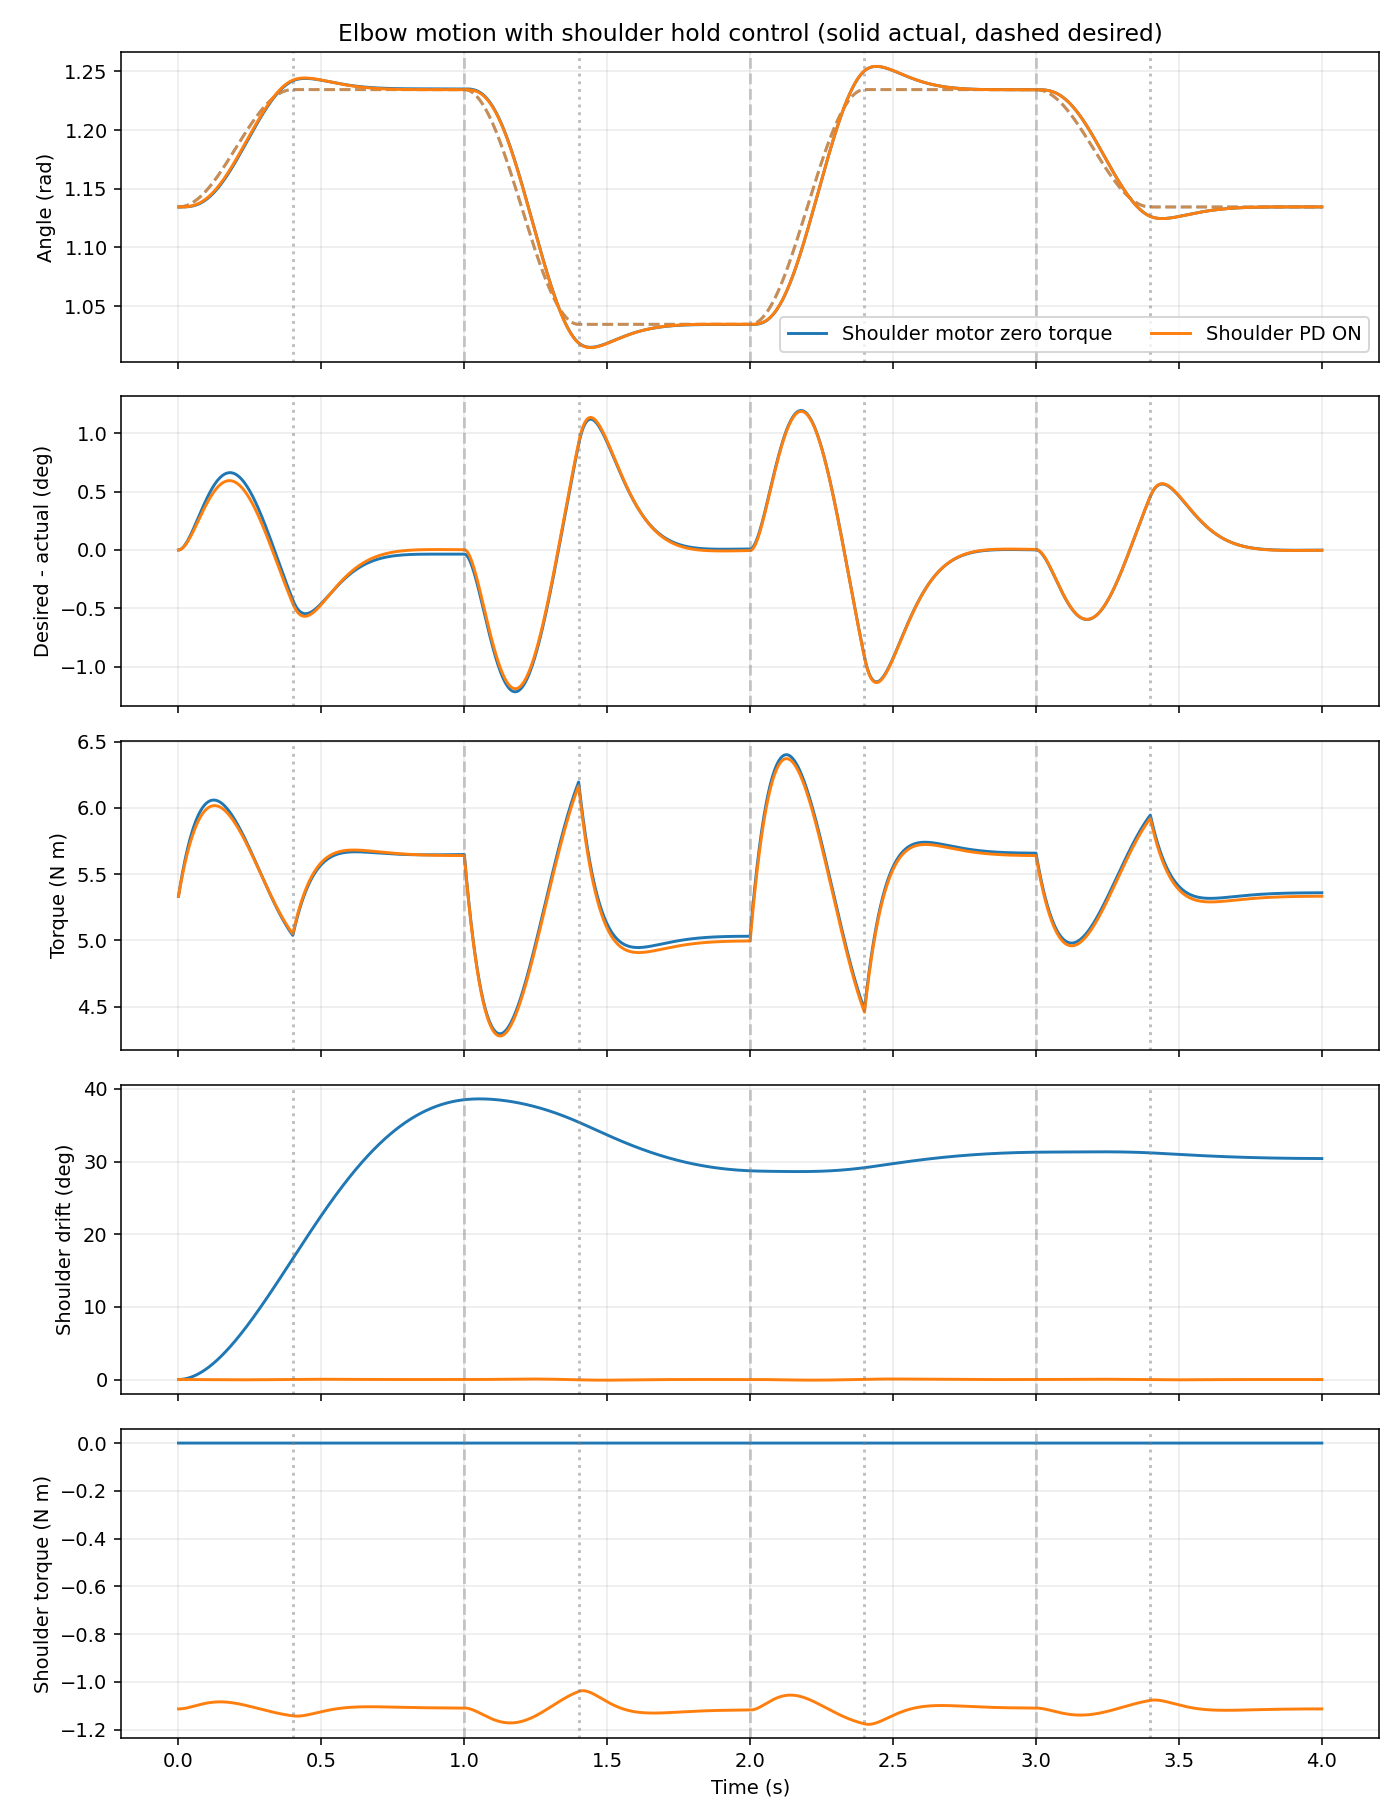 Elbow motion with shoulder hold control (solid actual, dashed desired)
1.25
1.20
1.15
1.10
1.05
Angle (rad)
Shoulder motor zero torque
Shoulder PD ON
1.0
0.5
0.0
−0.5
−1.0
Desired - actual (deg)
6.5
6.0
5.5
5.0
4.5
Torque (N m)
40
30
20
10
0
Shoulder drift (deg)
0.0
−0.2
−0.4
−0.6
−0.8
−1.0
−1.2
Shoulder torque (N m)
0.0 0.5 1.0 1.5 2.0 2.5 3.0 3.5 4.0
Time (s)